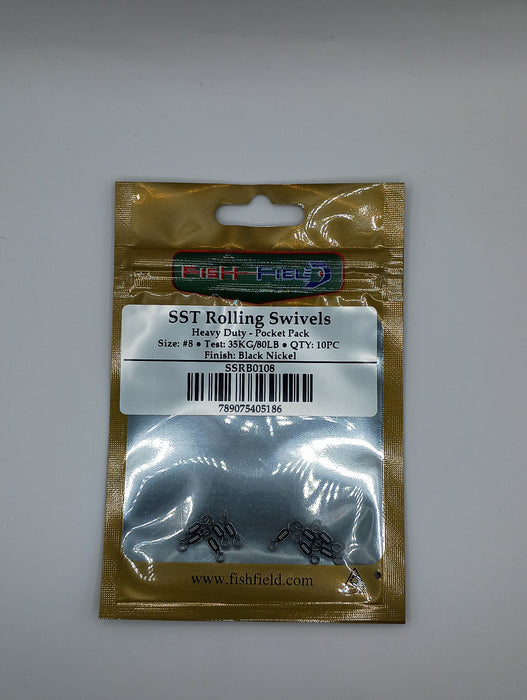 FISH FIELD
SST Rolling Swivels
Heavy Duty - Pocket Pack
Size: #8 ● Test: 35KG/80LB ● QTY: 10PC
Finish: Black Nickel
SSRB0108
789075405186
www.fishfield.com